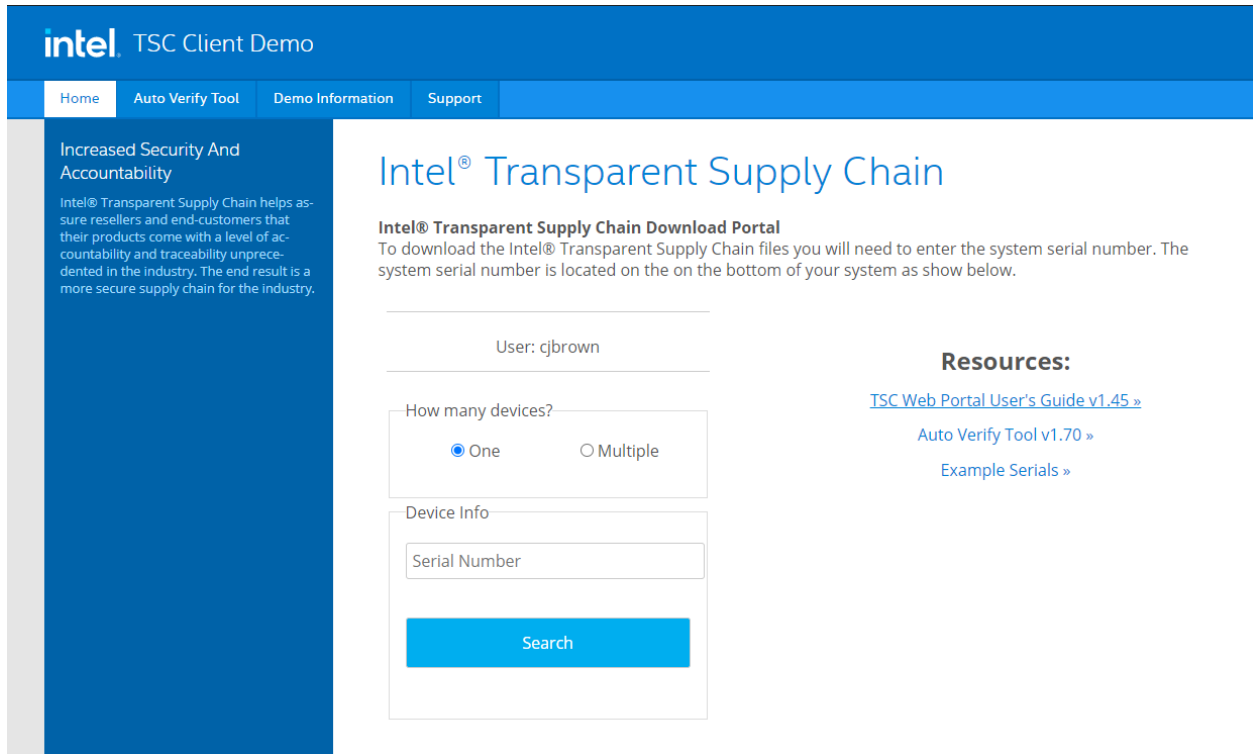 intel. TSC Client Demo
Home Auto Verify Tool Demo Information Support
Increased Security And
Accountability
Intel® Transparent Supply Chain helps as-
sure resellers and end-customers that
their products come with a level of ac-
countability and traceability unprece-
dented in the industry. The end result is a
more secure supply chain for the industry.
Intel® Transparent Supply Chain
Intel® Transparent Supply Chain Download Portal
To download the Intel® Transparent Supply Chain files you will need to enter the system serial number. The
system serial number is located on the on the bottom of your system as show below.
User: cjbrown
How many devices?
One Multiple
Device Info
Serial Number
Search
Resources:
TSC Web Portal User's Guide v1.45 »
Auto Verify Tool v1.70 »
Example Serials »